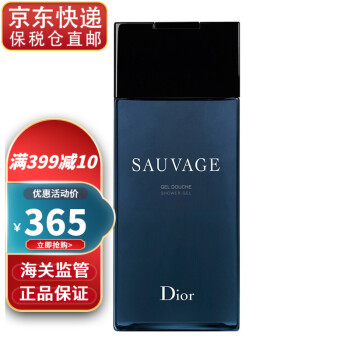 京东快递
保税仓直邮
满399减10
优惠活动价
￥365
立即抢购>
海关监管
正品保证
SAUVAGE
GEL DOUCHE
SHOWER GEL
Dior